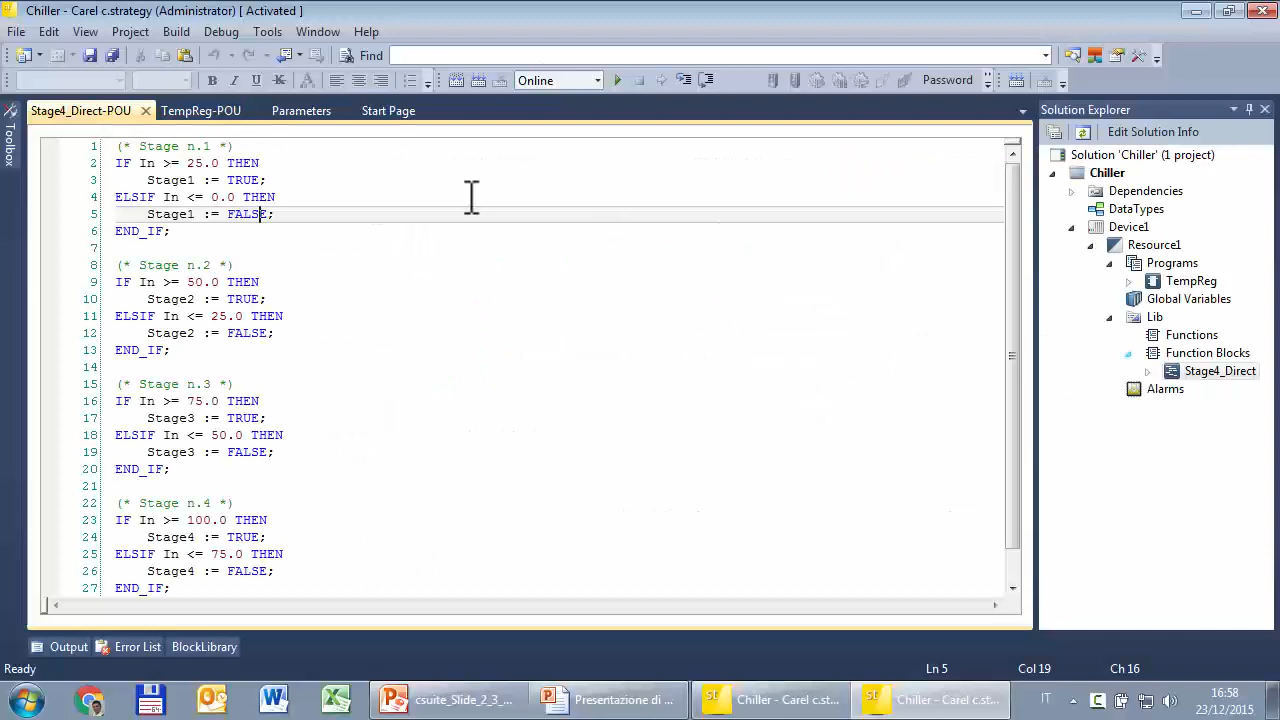 Chiller - Carel c.strategy (Administrator) [ Activated ]
File Edit View Project Build Debug Tools Window Help
Find
Online Password
Stage4_Direct-POU TempReg-POU Parameters Start Page
Toolbox
1 (* Stage n.1 *)
2 IF In >= 25.0 THEN
3 Stage1 := TRUE;
4 ELSIF In <= 0.0 THEN
5 Stage1 := FALSE;
6 END_IF;
7
8 (* Stage n.2 *)
9 IF In >= 50.0 THEN
10 Stage2 := TRUE;
11 ELSIF In <= 25.0 THEN
12 Stage2 := FALSE;
13 END_IF;
14
15 (* Stage n.3 *)
16 IF In >= 75.0 THEN
17 Stage3 := TRUE;
18 ELSIF In <= 50.0 THEN
19 Stage3 := FALSE;
20 END_IF;
21
22 (* Stage n.4 *)
23 IF In >= 100.0 THEN
24 Stage4 := TRUE;
25 ELSIF In <= 75.0 THEN
26 Stage4 := FALSE;
27 END_IF;
Solution Explorer
Edit Solution Info
Solution 'Chiller' (1 project)
Chiller
Dependencies
DataTypes
Device1
Resource1
Programs
TempReg
Global Variables
Lib
Functions
Function Blocks
Stage4_Direct
Alarms
Output Error List BlockLibrary
Ready Ln 5 Col 19 Ch 16
csuite_Slide_2_3_... Presentazione di ... Chiller - Carel c.st... Chiller - Carel c.st... IT 16:58
23/12/2015